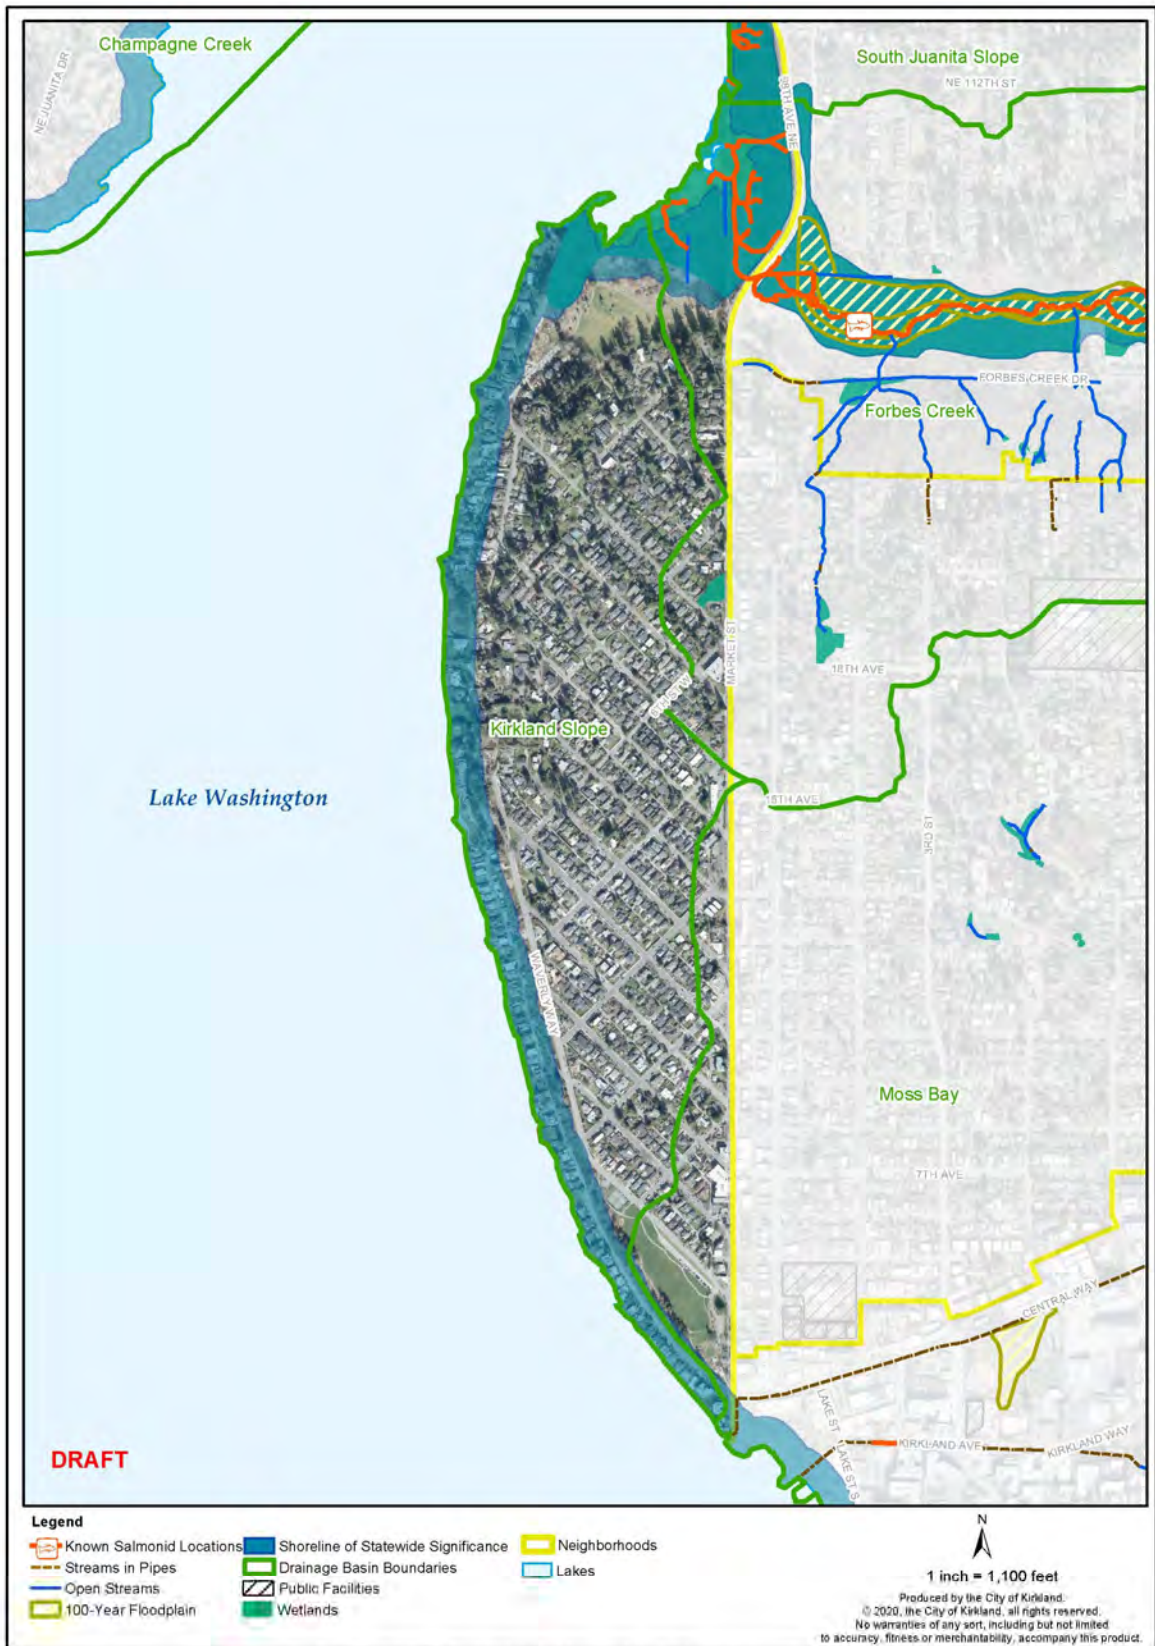 Champagne Creek
NE JUANITA DR
98TH AVE NE
South Juanita Slope
NE 112TH ST
FORBES CREEK DR
Forbes Creek
MARKET ST
18TH AVE
8TH ST W
Kirkland Slope
Lake Washington
15TH AVE
3RD ST
WAVERLY WAY
Moss Bay
7TH AVE
CENTRAL WAY
LAKE ST
LAKE ST S
KIRKLAND AVE
KIRKLAND WAY
DRAFT
Legend
Known Salmonid Locations
Streams in Pipes
Open Streams
100-Year Floodplain
Shoreline of Statewide Significance
Drainage Basin Boundaries
Public Facilities
Wetlands
Neighborhoods
Lakes
N
1 inch = 1,100 feet
Produced by the City of Kirkland.
© 2020, the City of Kirkland, all rights reserved.
No warranties of any sort, including but not limited
to accuracy, fitness or merchantability, accompany this product.